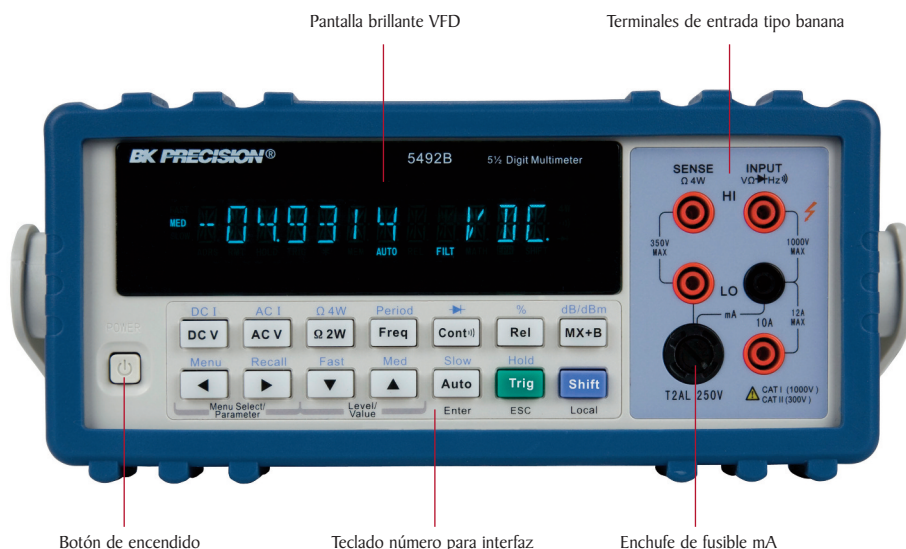 Pantalla brillante VFD
Terminales de entrada tipo banana
BK PRECISION®
5492B
5½ Digit Multimeter
MED
-04.9314 VDC.
AUTO
FILT
SENSE
Ω 4W
INPUT
VΩ Hz
HI
350V
MAX
1000V
MAX
LO
mA
10A
12A
MAX
T2AL 250V
CAT I (1000V)
CAT II (300V)
POWER
DC I
AC I
Ω 4W
Period
%
dB/dBm
DC V
AC V
Ω 2W
Freq
Cont
Rel
MX+B
Menu
Recall
Fast
Med
Slow
Hold
Auto
Trig
Shift
Menu Select/
Parameter
Level/
Value
Enter
ESC
Local
Botón de encendido
Teclado número para interfaz
Enchufe de fusible mA